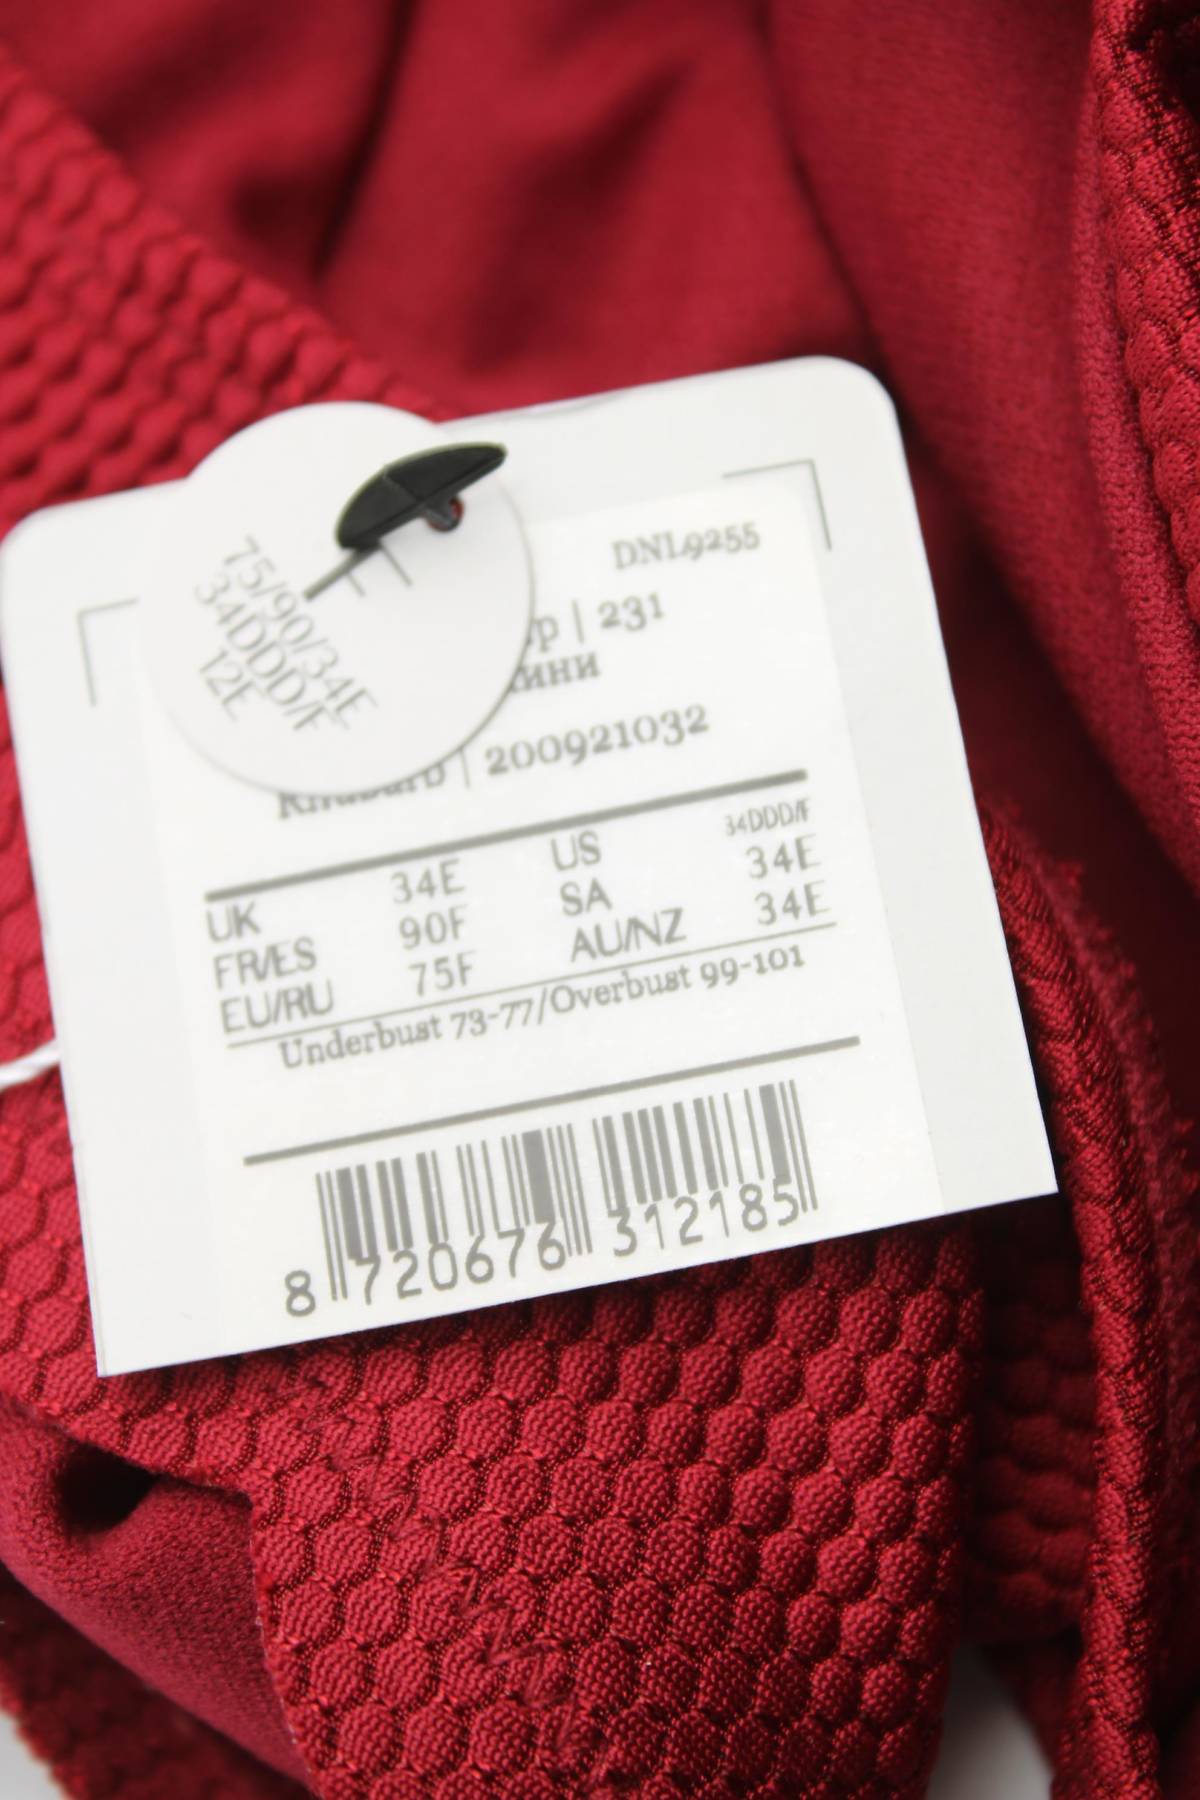 75/90/34E
34DDD/F
12E
DNL9255
| 231
| 200921032
UK 34E US 34DDD/F
FR/ES 90F SA 34E
EU/RU 75F AU/NZ 34E
Underbust 73-77/Overbust 99-101
8 720676 312185